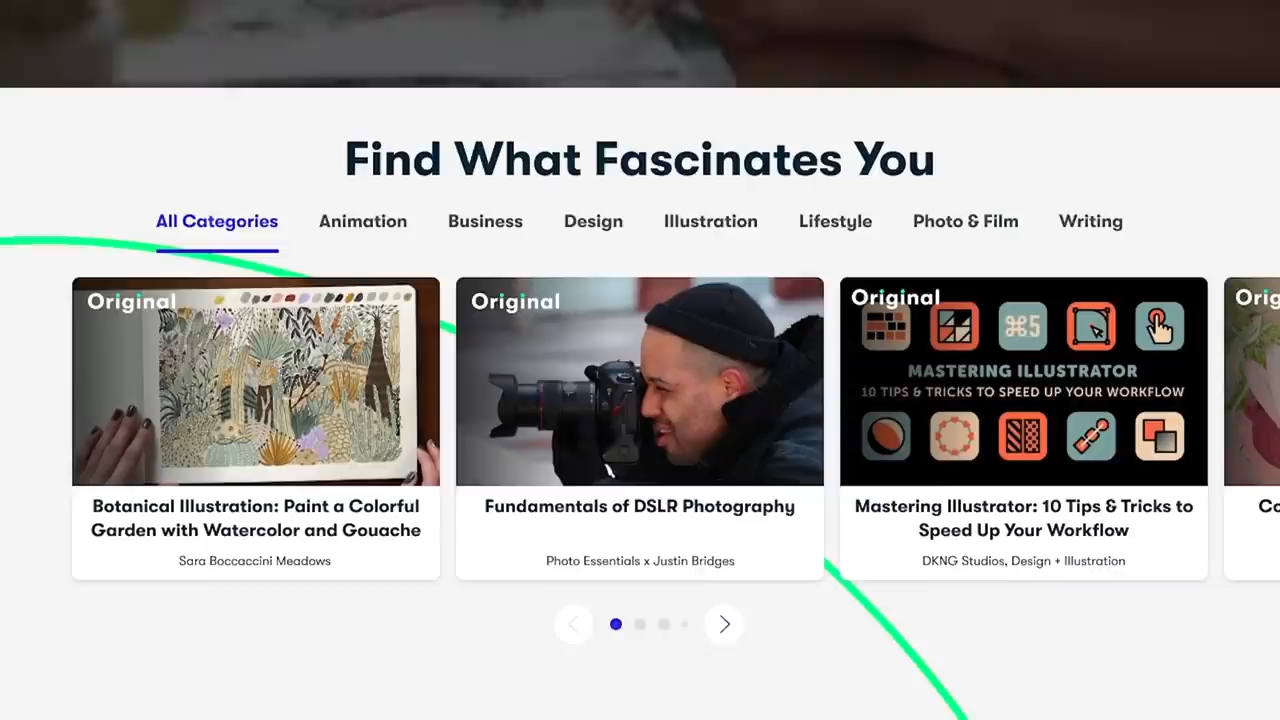 Find What Fascinates You
All Categories Animation Business Design Illustration Lifestyle Photo & Film Writing
Original
Botanical Illustration: Paint a Colorful
Garden with Watercolor and Gouache
Sara Boccaccini Meadows
Original
Fundamentals of DSLR Photography
Photo Essentials x Justin Bridges
Original
⌘5
MASTERING ILLUSTRATOR
10 TIPS & TRICKS TO SPEED UP YOUR WORKFLOW
Mastering Illustrator: 10 Tips & Tricks to
Speed Up Your Workflow
DKNG Studios, Design + Illustration
Orig
Co